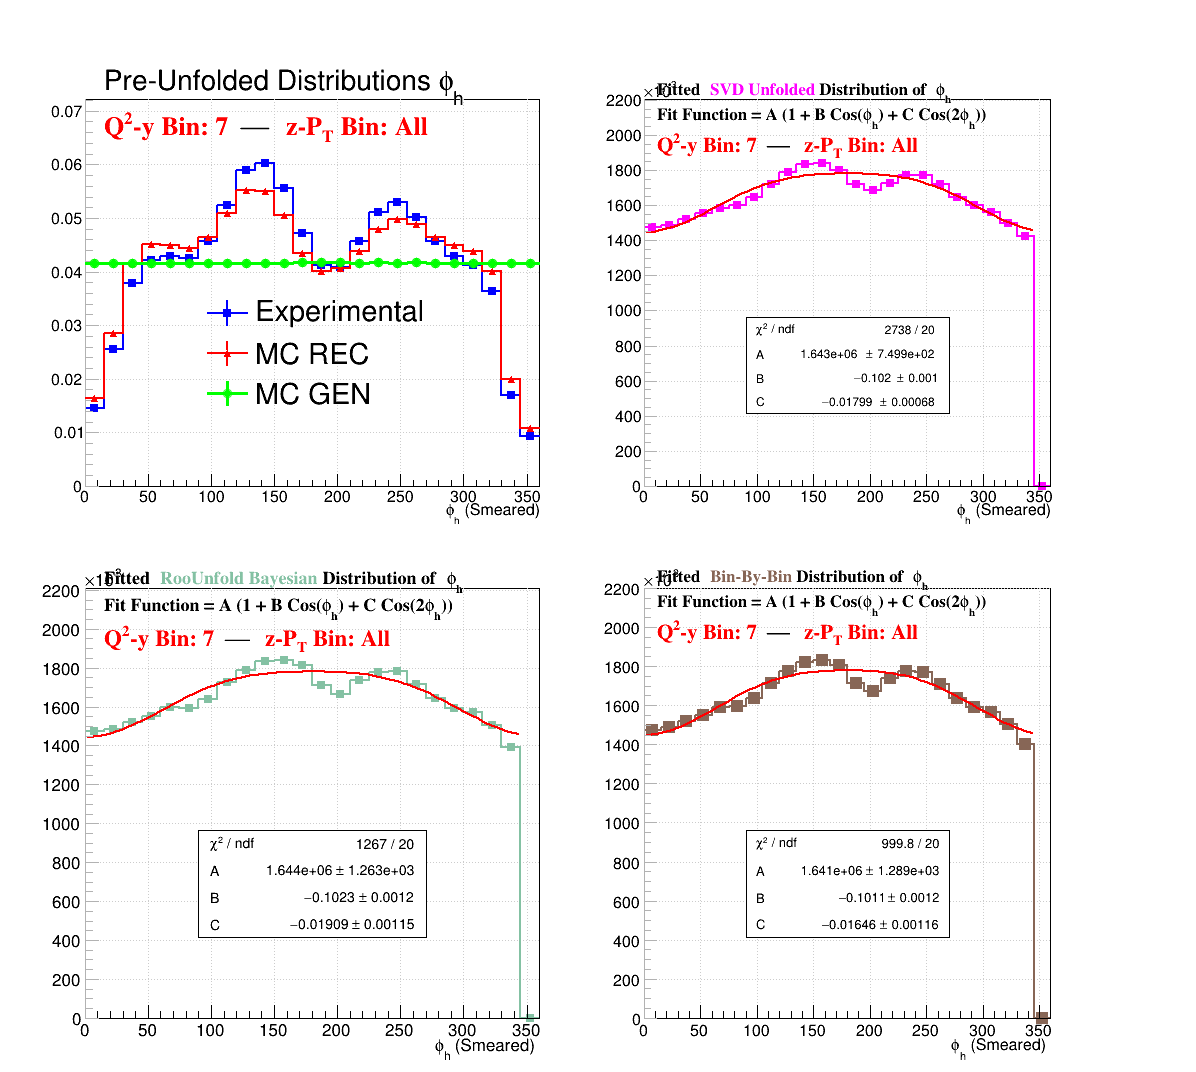 Pre-Unfolded Distributions ϕh
Q²-y Bin: 7 — z-PT Bin: All
0.07
0.06
0.05
0.04
0.03
0.02
0.01
0
Experimental
MC REC
MC GEN
0 50 100 150 200 250 300 350
ϕh (Smeared)
Fitted SVD Unfolded Distribution of ϕh
Fit Function = A (1 + B Cos(ϕh) + C Cos(2ϕh))
Q²-y Bin: 7 — z-PT Bin: All
2200
2000
1800
1600
1400
1200
1000
800
600
400
200
0
χ² / ndf 2738 / 20
A 1.643e+06 ± 7.499e+02
B −0.102 ± 0.001
C −0.01799 ± 0.00068
0 50 100 150 200 250 300 350
ϕh (Smeared)
Fitted RooUnfold Bayesian Distribution of ϕh
Fit Function = A (1 + B Cos(ϕh) + C Cos(2ϕh))
Q²-y Bin: 7 — z-PT Bin: All
2200
2000
1800
1600
1400
1200
1000
800
600
400
200
0
χ² / ndf 1267 / 20
A 1.644e+06 ± 1.263e+03
B −0.1023 ± 0.0012
C −0.01909 ± 0.00115
0 50 100 150 200 250 300 350
ϕh (Smeared)
Fitted Bin-By-Bin Distribution of ϕh
Fit Function = A (1 + B Cos(ϕh) + C Cos(2ϕh))
Q²-y Bin: 7 — z-PT Bin: All
2200
2000
1800
1600
1400
1200
1000
800
600
400
200
0
χ² / ndf 999.8 / 20
A 1.641e+06 ± 1.289e+03
B −0.1011 ± 0.0012
C −0.01646 ± 0.00116
0 50 100 150 200 250 300 350
ϕh (Smeared)